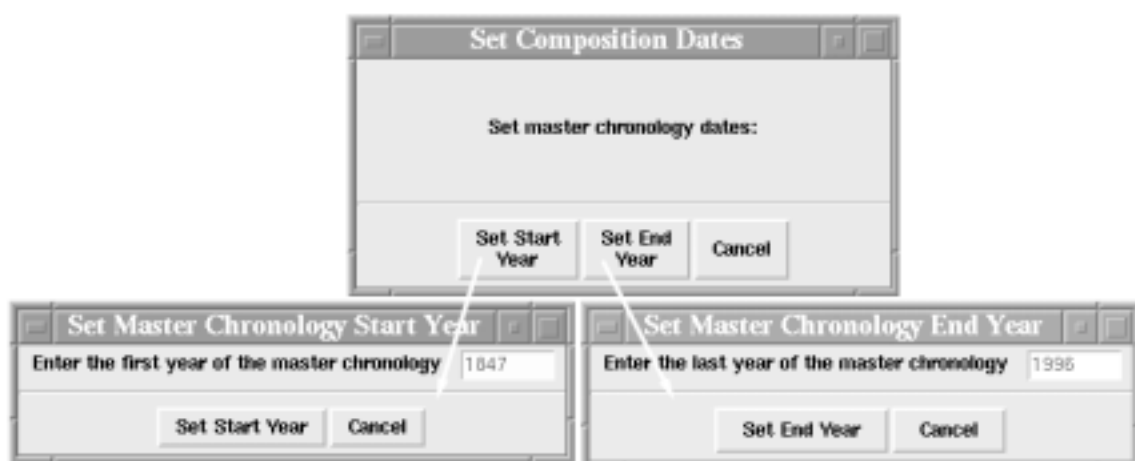 Set Composition Dates
Set master chronology dates:
Set Start
Year
Set End
Year
Cancel
Set Master Chronology Start Year
Enter the first year of the master chronology 1847
Set Start Year
Cancel
Set Master Chronology End Year
Enter the last year of the master chronology 1996
Set End Year
Cancel